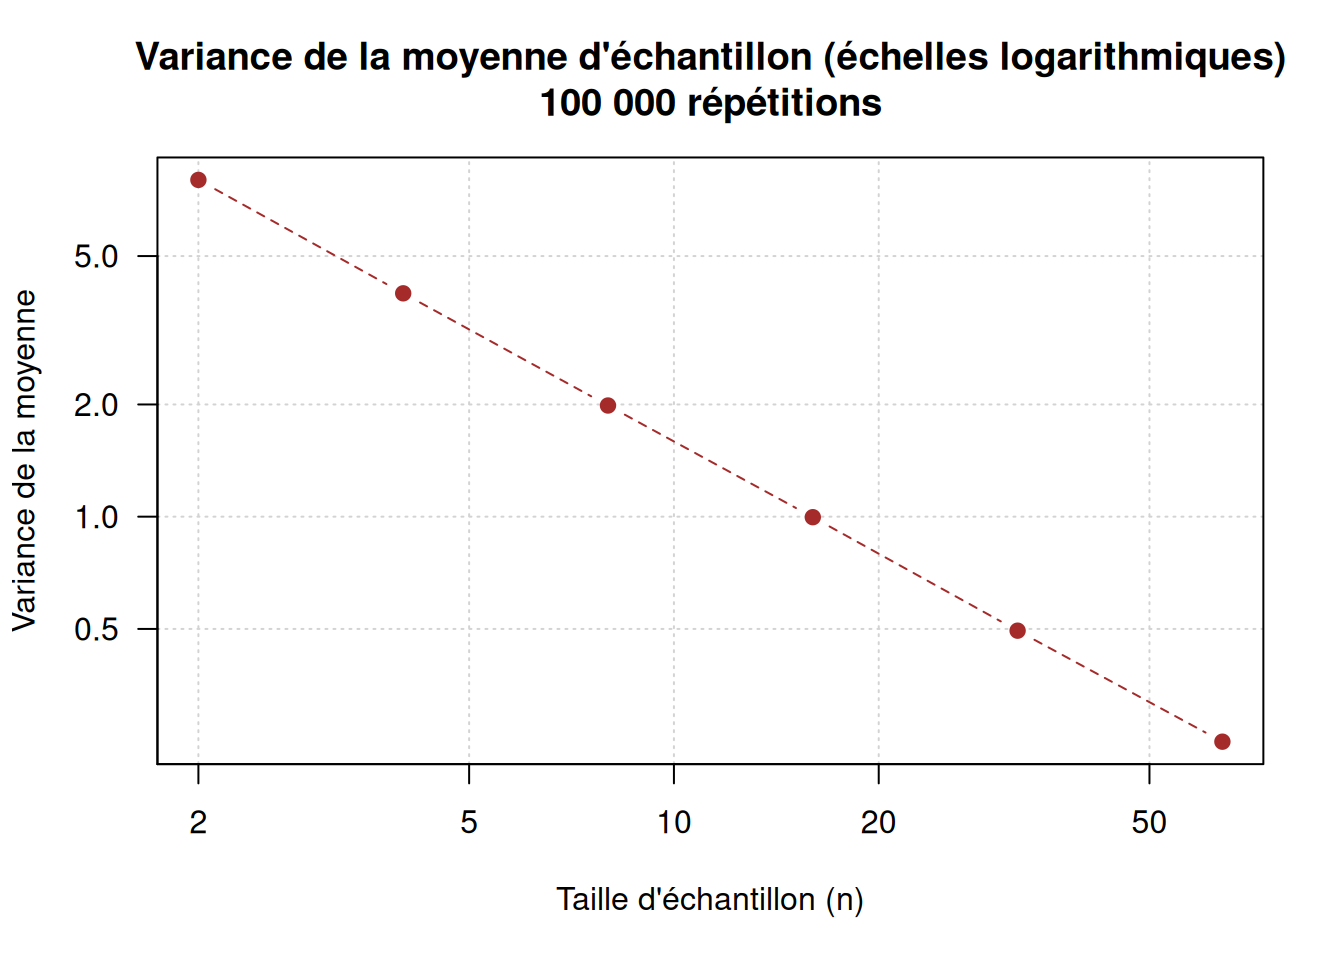 Variance de la moyenne d'échantillon (échelles logarithmiques)
100 000 répétitions
Variance de la moyenne
5.0
2.0
1.0
0.5
2
5
10
20
50
Taille d'échantillon (n)